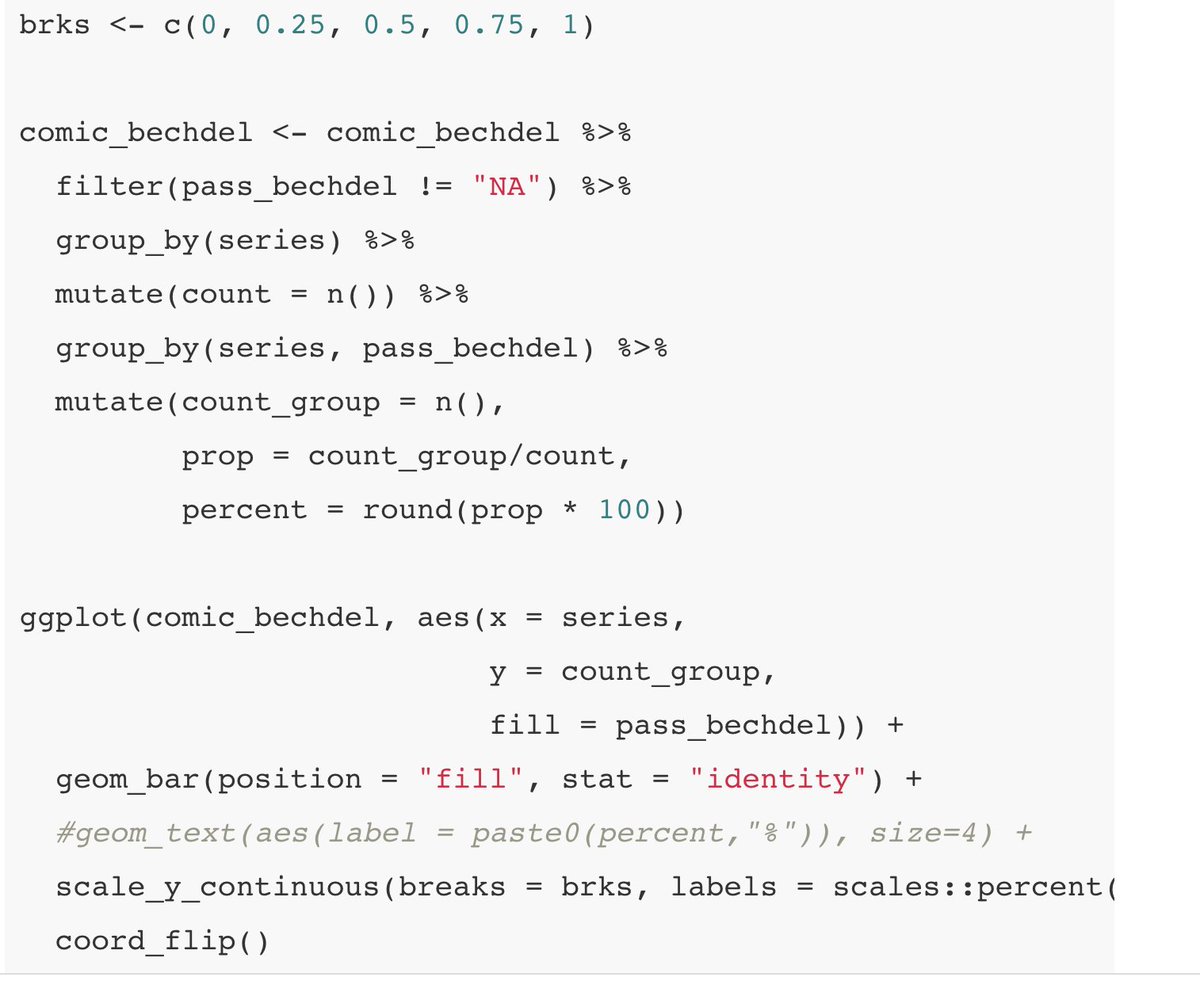 brks <- c(0, 0.25, 0.5, 0.75, 1)
comic_bechdel <- comic_bechdel %>%
filter(pass_bechdel != "NA") %>%
group_by(series) %>%
mutate(count = n()) %>%
group_by(series, pass_bechdel) %>%
mutate(count_group = n(),
prop = count_group/count,
percent = round(prop * 100))
ggplot(comic_bechdel, aes(x = series,
y = count_group,
fill = pass_bechdel)) +
geom_bar(position = "fill", stat = "identity") +
#geom_text(aes(label = paste0(percent,"%")), size=4) +
scale_y_continuous(breaks = brks, labels = scales::percent(
coord_flip()